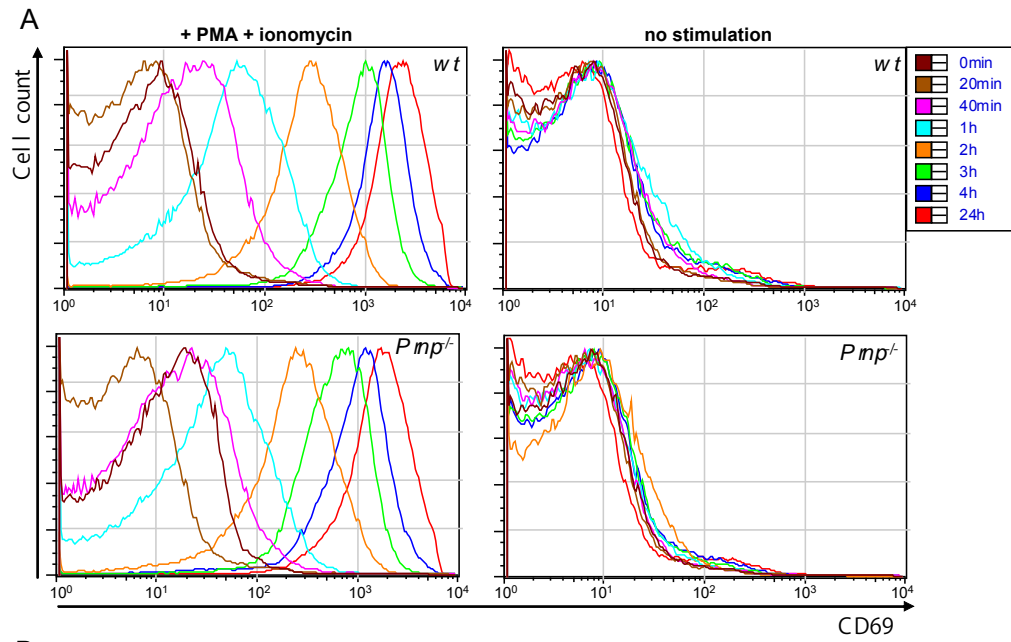 A
+ PMA + ionomycin
no stimulation
wt
wt
0min
20min
40min
1h
2h
3h
4h
24h
Cell count
10⁰ 10¹ 10² 10³ 10⁴
10⁰ 10¹ 10² 10³ 10⁴
Prnp-/-
Prnp-/-
10⁰ 10¹ 10² 10³ 10⁴
10⁰ 10¹ 10² 10³ 10⁴
CD69